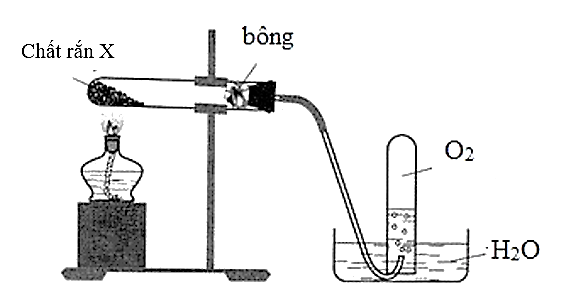 Chất rắn X
bông
O2
H2O